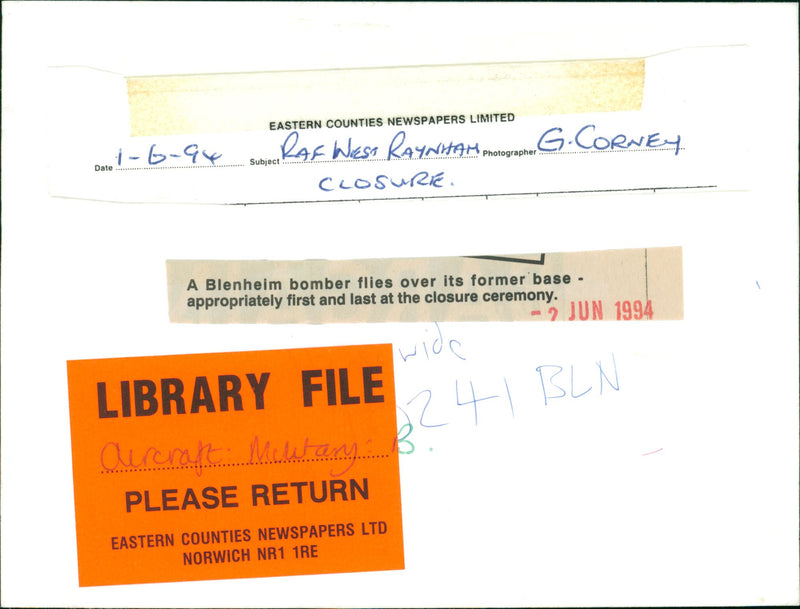 EASTERN COUNTIES NEWSPAPERS LIMITED
Date 1-6-94 Subject RAF WEST RAYNHAM Photographer G. CORNEY
CLOSURE.
A Blenheim bomber flies over its former base -
appropriately first and last at the closure ceremony.
- 2 JUN 1994
wide
241 BLN
LIBRARY FILE
Aircraft: Military: B.
PLEASE RETURN
EASTERN COUNTIES NEWSPAPERS LTD
NORWICH NR1 1RE